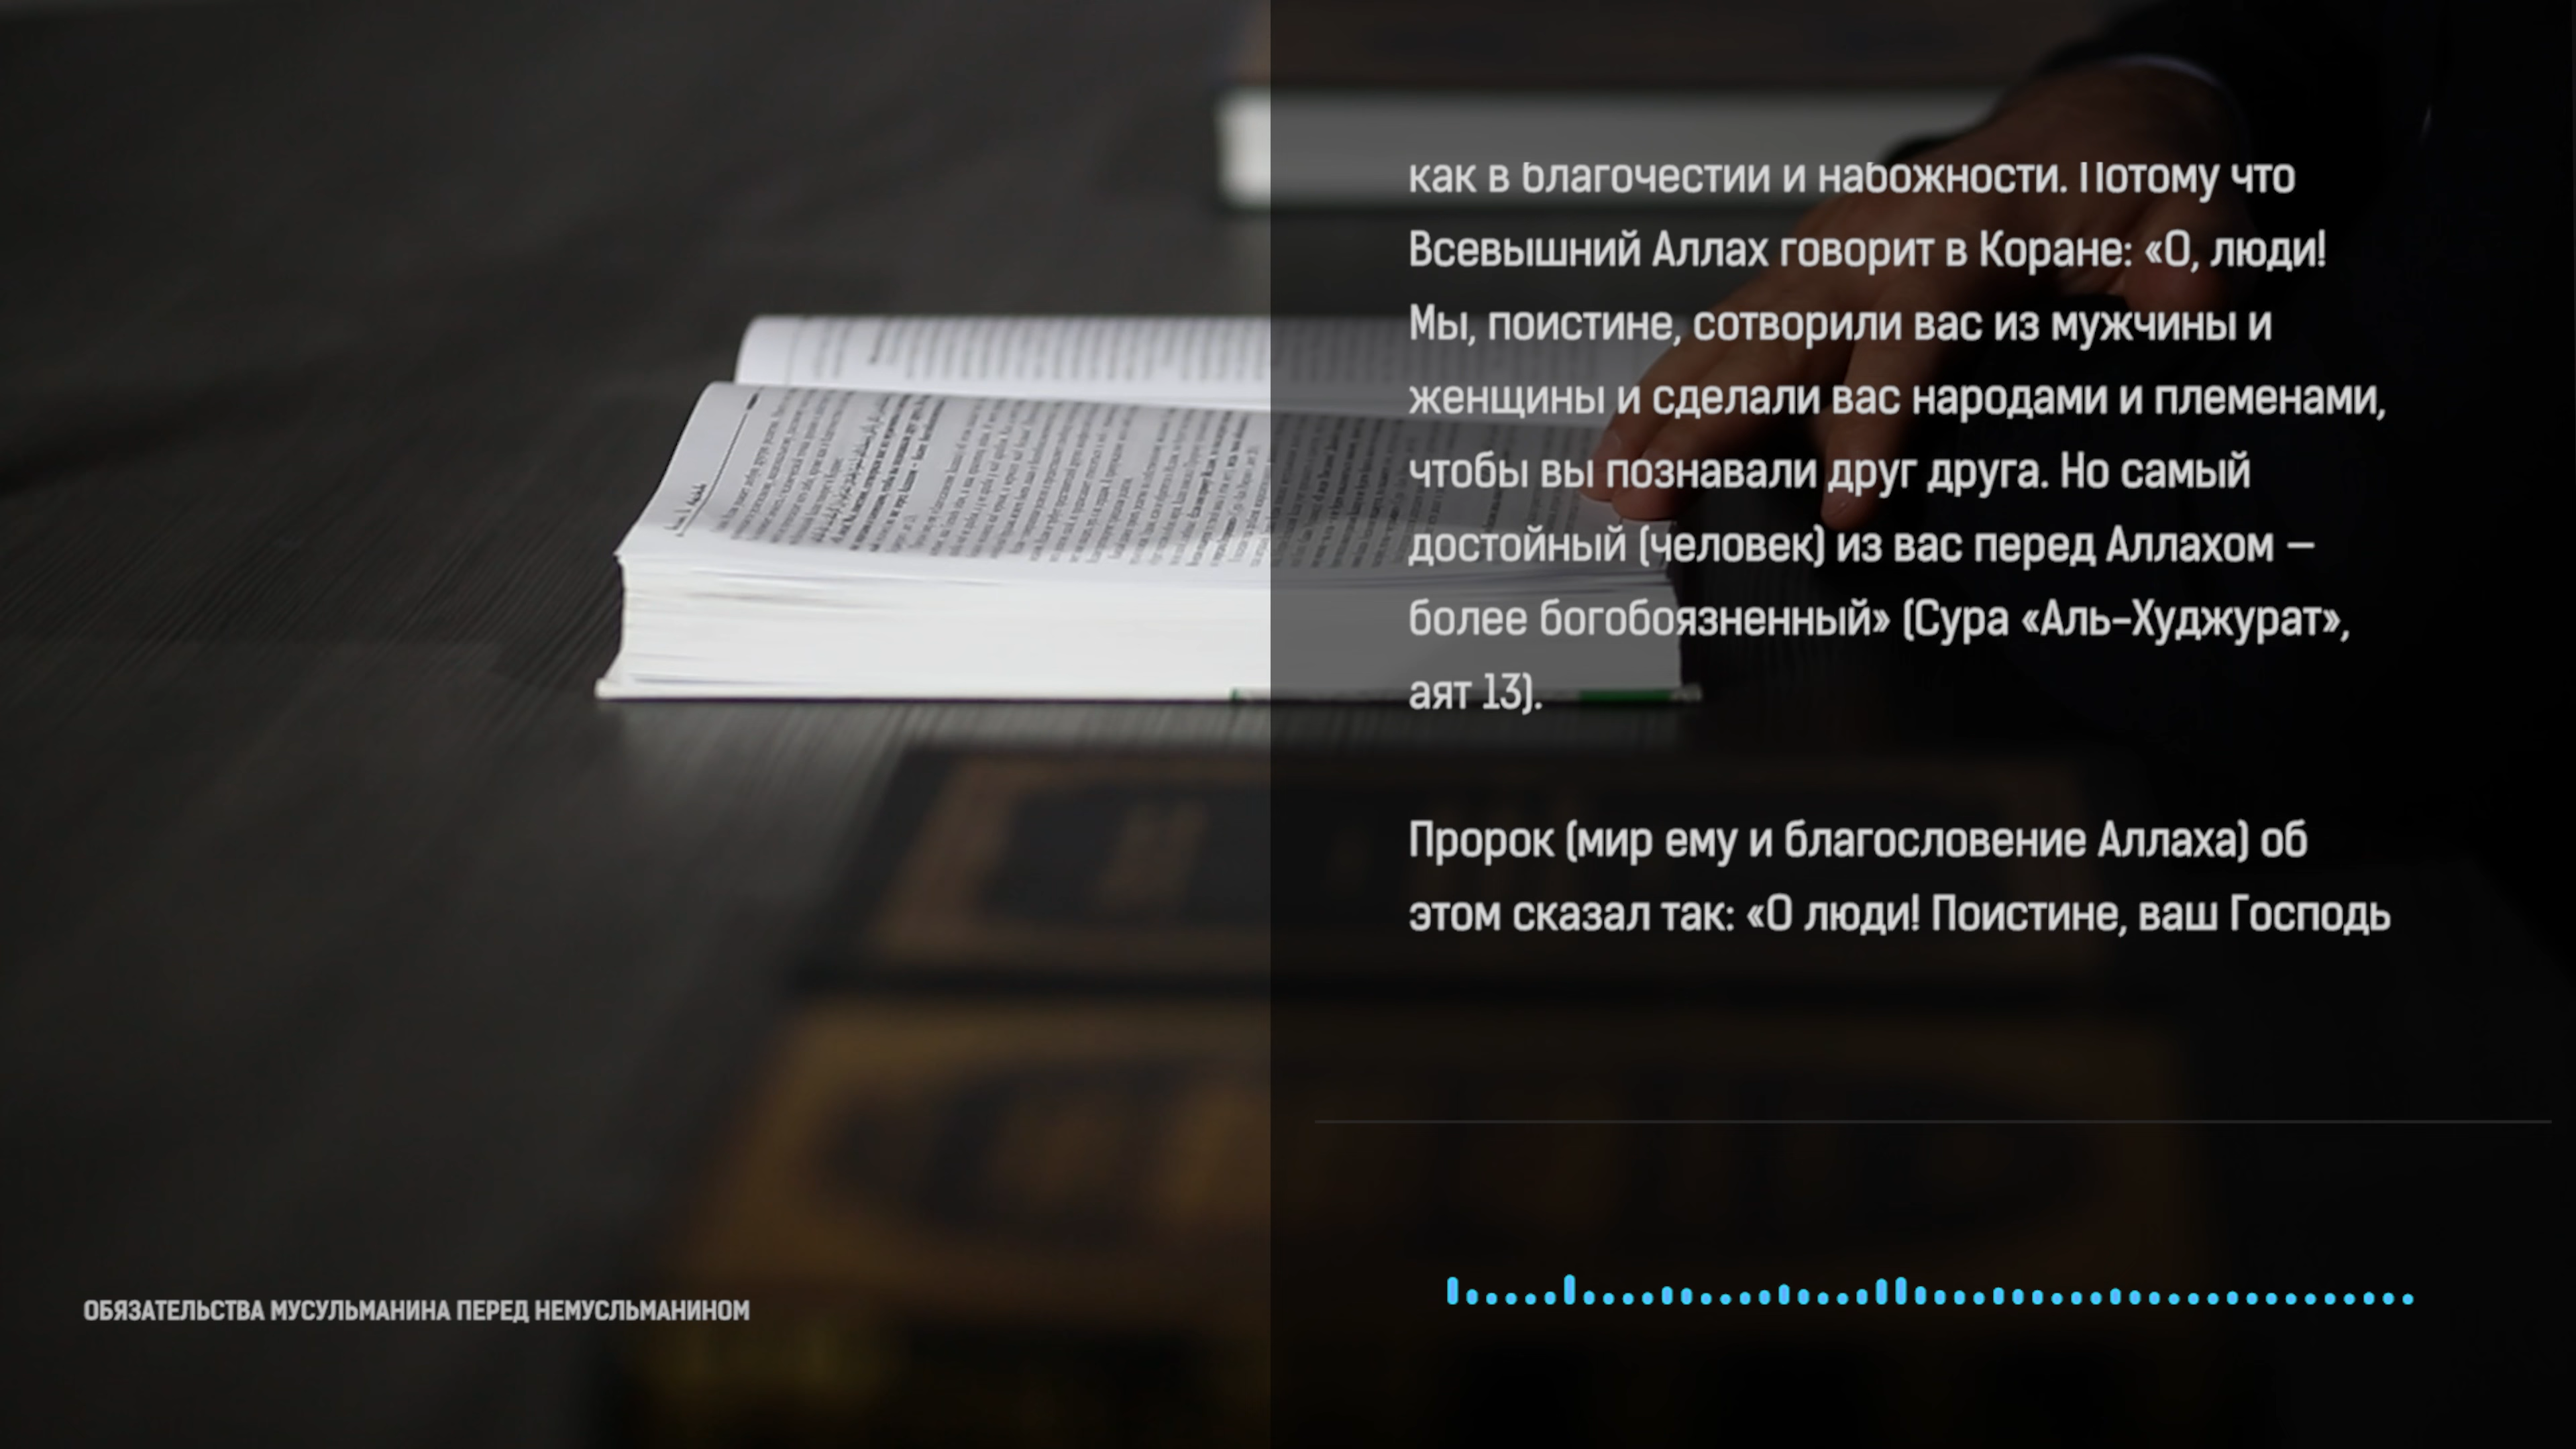 как в благочестии и набожности. Потому что
Всевышний Аллах говорит в Коране: «О, люди!
Мы, поистине, сотворили вас из мужчины и
женщины и сделали вас народами и племенами,
чтобы вы познавали друг друга. Но самый
достойный (человек) из вас перед Аллахом –
более богобоязненный» (Сура «Аль-Худжурат»,
аят 13).
Пророк (мир ему и благословение Аллаха) об
этом сказал так: «О люди! Поистине, ваш Господь
ОБЯЗАТЕЛЬСТВА МУСУЛЬМАНИНА ПЕРЕД НЕМУСЛЬМАНИНОМ